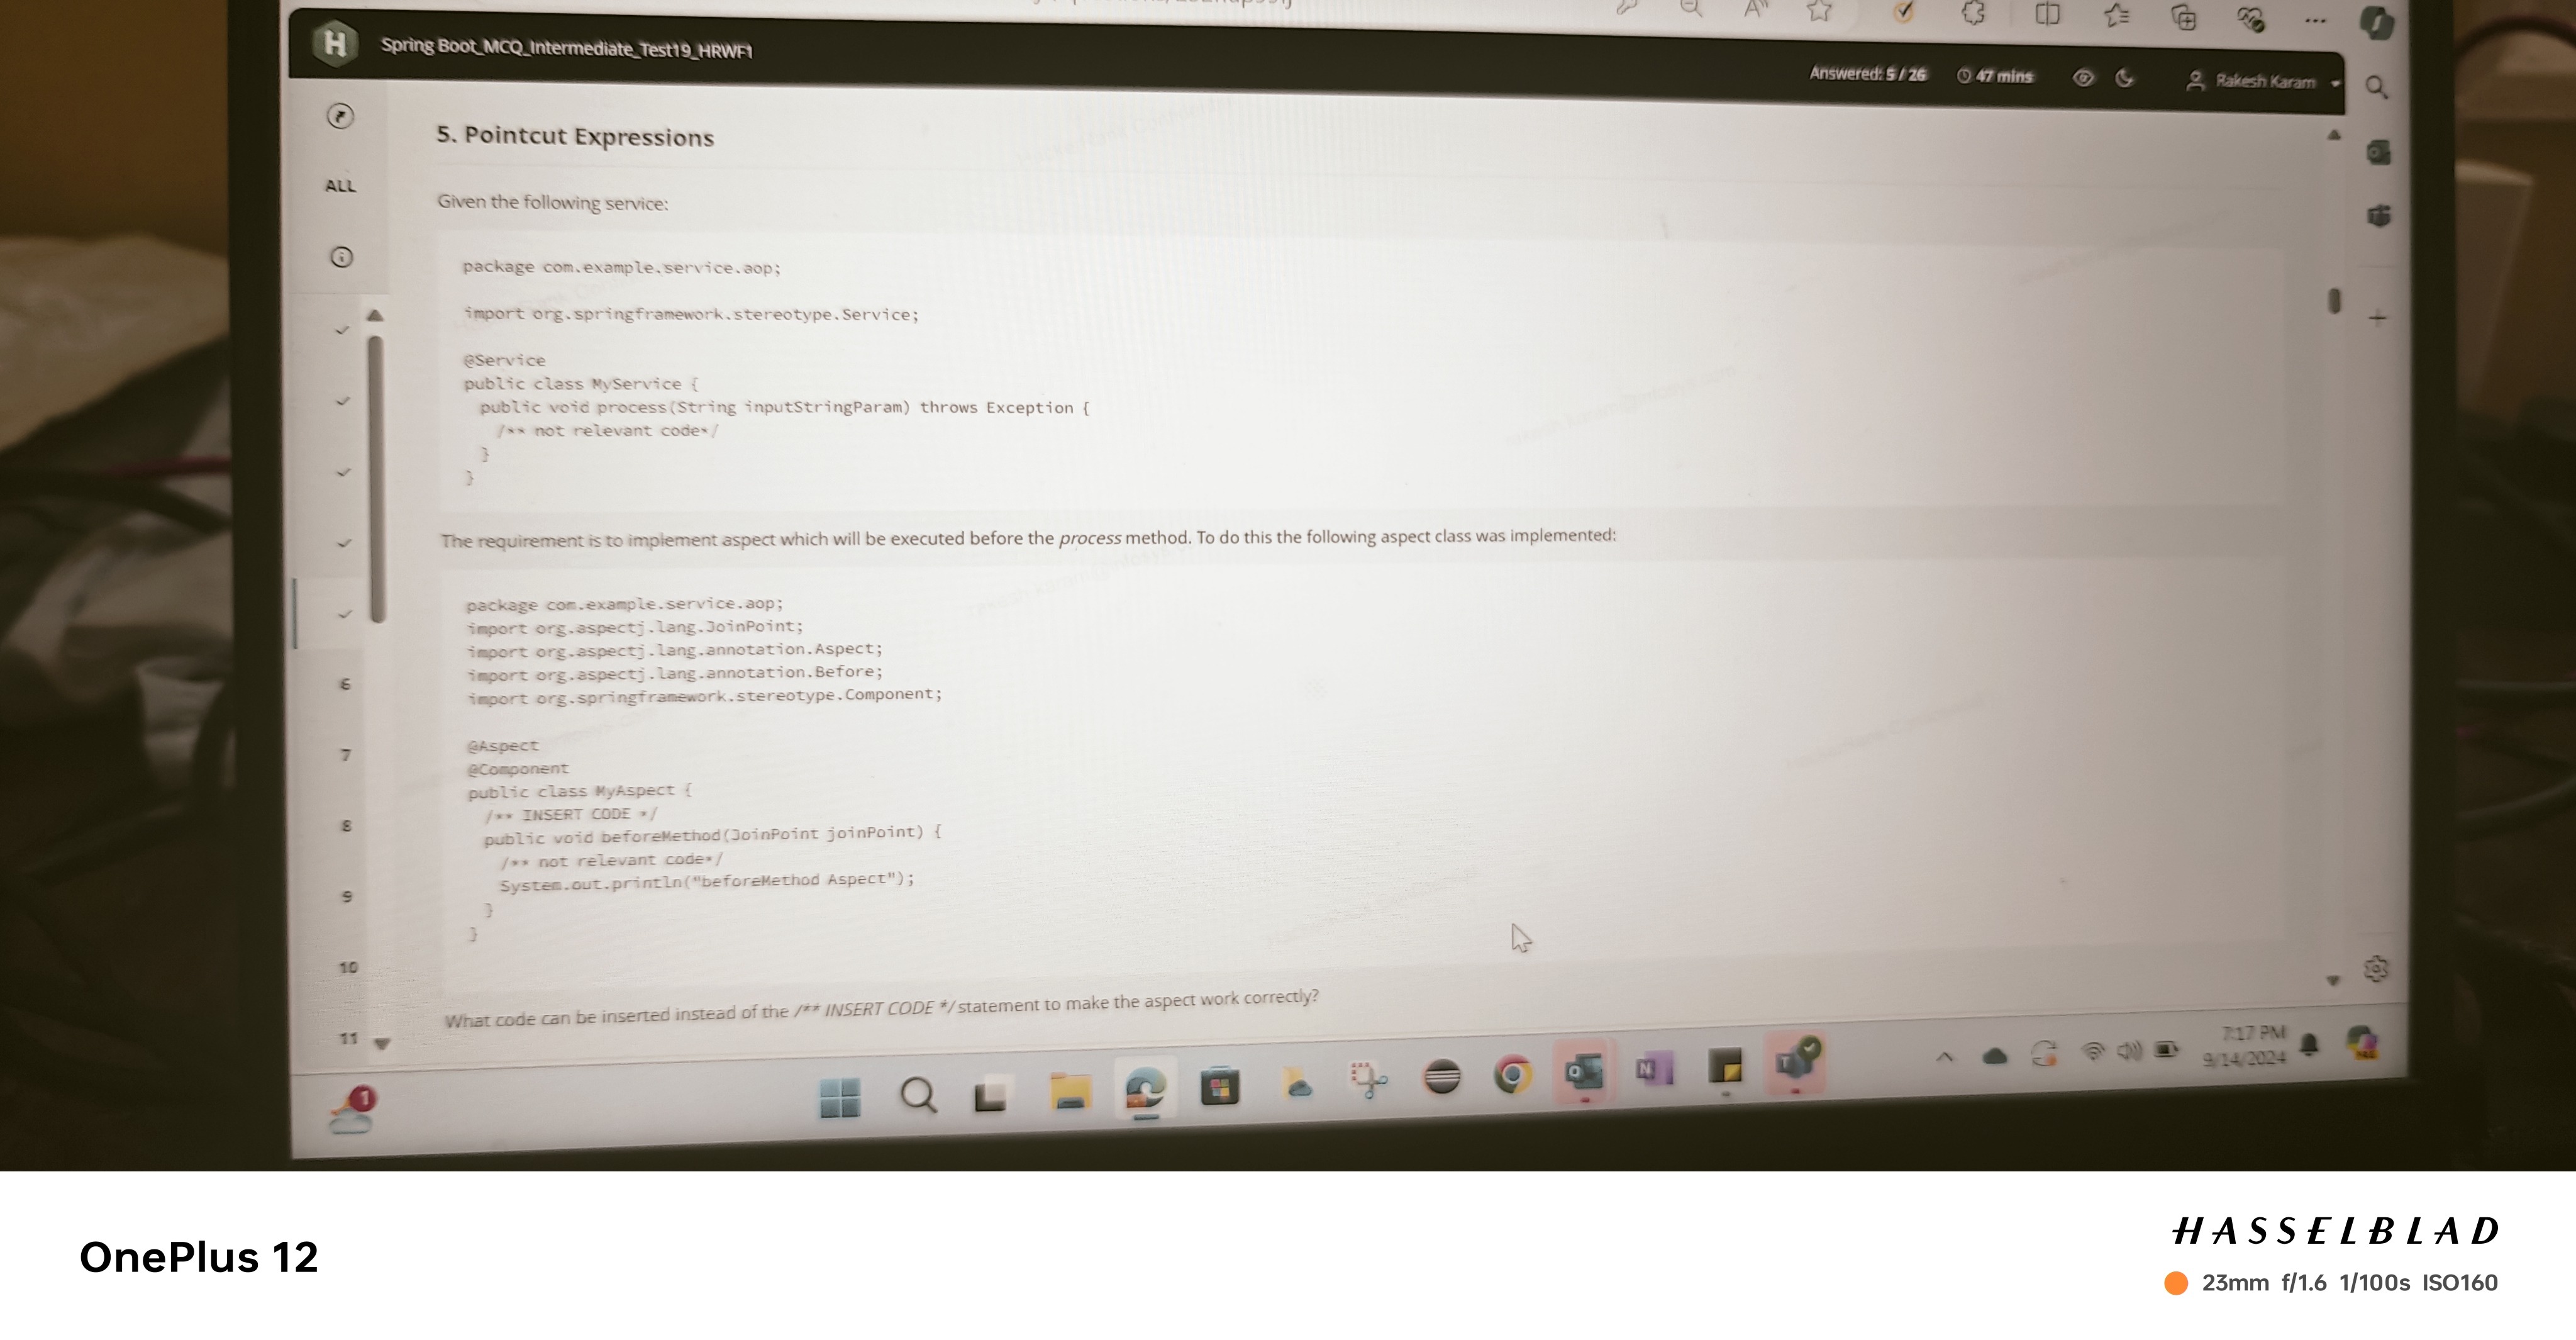 Spring Boot_MCQ_Intermediate_Test19_HRWF1
Answered: 5 / 26
47 mins
Rakesh Karam
ALL
5. Pointcut Expressions
Given the following service:
package com.example.service.aop;
import org.springframework.stereotype.Service;
@Service
public class MyService {
public void process(String inputStringParam) throws Exception {
/** not relevant code*/
}
}
The requirement is to implement aspect which will be executed before the process method. To do this the following aspect class was implemented:
package com.example.service.aop;
import org.aspectj.lang.JoinPoint;
import org.aspectj.lang.annotation.Aspect;
import org.aspectj.lang.annotation.Before;
import org.springframework.stereotype.Component;
@Aspect
@Component
public class MyAspect {
/** INSERT CODE */
public void beforeMethod(JoinPoint joinPoint) {
/** not relevant code*/
System.out.println("beforeMethod Aspect");
}
}
What code can be inserted instead of the /** INSERT CODE */ statement to make the aspect work correctly?
6
7
8
9
10
11
1
7:17 PM
9/14/2024
OnePlus 12
HASSELBLAD
23mm f/1.6 1/100s ISO160